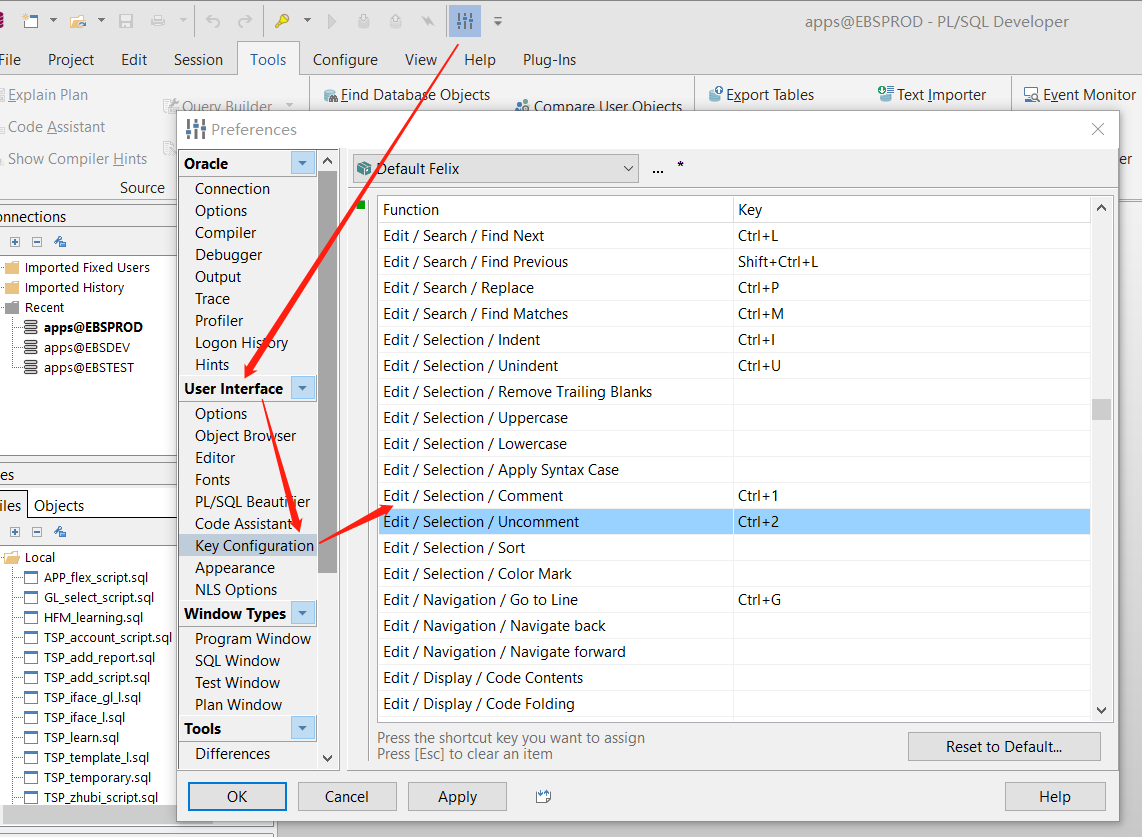 apps@EBSPROD - PL/SQL Developer
File Project Edit Session Tools Configure View Help Plug-Ins
Explain Plan
Query Builder
Find Database Objects
Compare User Objects
Export Tables
Text Importer
Event Monitor
Code Assistant
Show Compiler Hints
Source
er
onnections
Imported Fixed Users
Imported History
Recent
apps@EBSPROD
apps@EBSDEV
apps@EBSTEST
es
iles Objects
Local
APP_flex_script.sql
GL_select_script.sql
HFM_learning.sql
TSP_account_script.sql
TSP_add_report.sql
TSP_add_script.sql
TSP_iface_gl_l.sql
TSP_iface_l.sql
TSP_learn.sql
TSP_template_l.sql
TSP_temporary.sql
TSP_zhubi_script.sql
Preferences
Oracle
Connection
Options
Compiler
Debugger
Output
Trace
Profiler
Logon History
Hints
User Interface
Options
Object Browser
Editor
Fonts
PL/SQL Beautifier
Code Assistant
Key Configuration
Appearance
NLS Options
Window Types
Program Window
SQL Window
Test Window
Plan Window
Tools
Differences
Default Felix ... *
Function Key
Edit / Search / Find Next Ctrl+L
Edit / Search / Find Previous Shift+Ctrl+L
Edit / Search / Replace Ctrl+P
Edit / Search / Find Matches Ctrl+M
Edit / Selection / Indent Ctrl+I
Edit / Selection / Unindent Ctrl+U
Edit / Selection / Remove Trailing Blanks
Edit / Selection / Uppercase
Edit / Selection / Lowercase
Edit / Selection / Apply Syntax Case
Edit / Selection / Comment Ctrl+1
Edit / Selection / Uncomment Ctrl+2
Edit / Selection / Sort
Edit / Selection / Color Mark
Edit / Navigation / Go to Line Ctrl+G
Edit / Navigation / Navigate back
Edit / Navigation / Navigate forward
Edit / Display / Code Contents
Edit / Display / Code Folding
Press the shortcut key you want to assign
Press [Esc] to clear an item
Reset to Default...
OK Cancel Apply Help